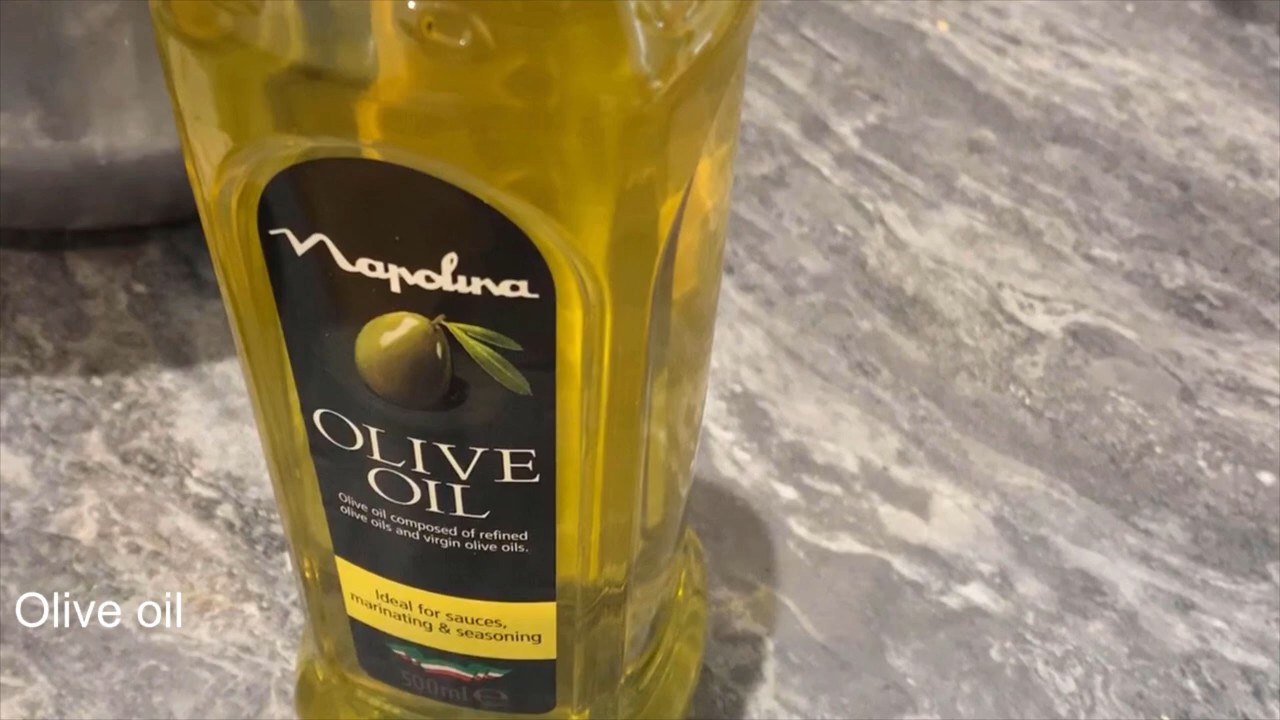 Napolina
OLIVE
OIL
Olive oil composed of refined
olive oils and virgin olive oils.
Ideal for sauces,
marinating & seasoning
500ml e
Olive oil